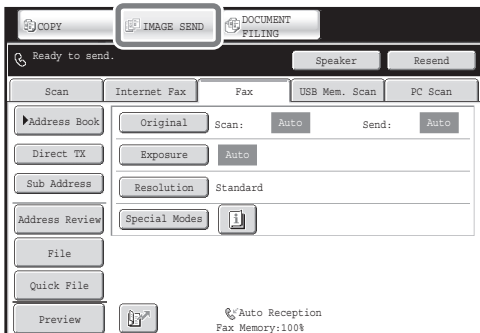 COPY
IMAGE SEND
DOCUMENT
FILING
Ready to send.
Speaker
Resend
Scan
Internet Fax
Fax
USB Mem. Scan
PC Scan
Address Book
Original
Scan:
Auto
Send:
Auto
Direct TX
Exposure
Auto
Sub Address
Resolution
Standard
Address Review
Special Modes
File
Quick File
Preview
Auto Reception
Fax Memory:100%